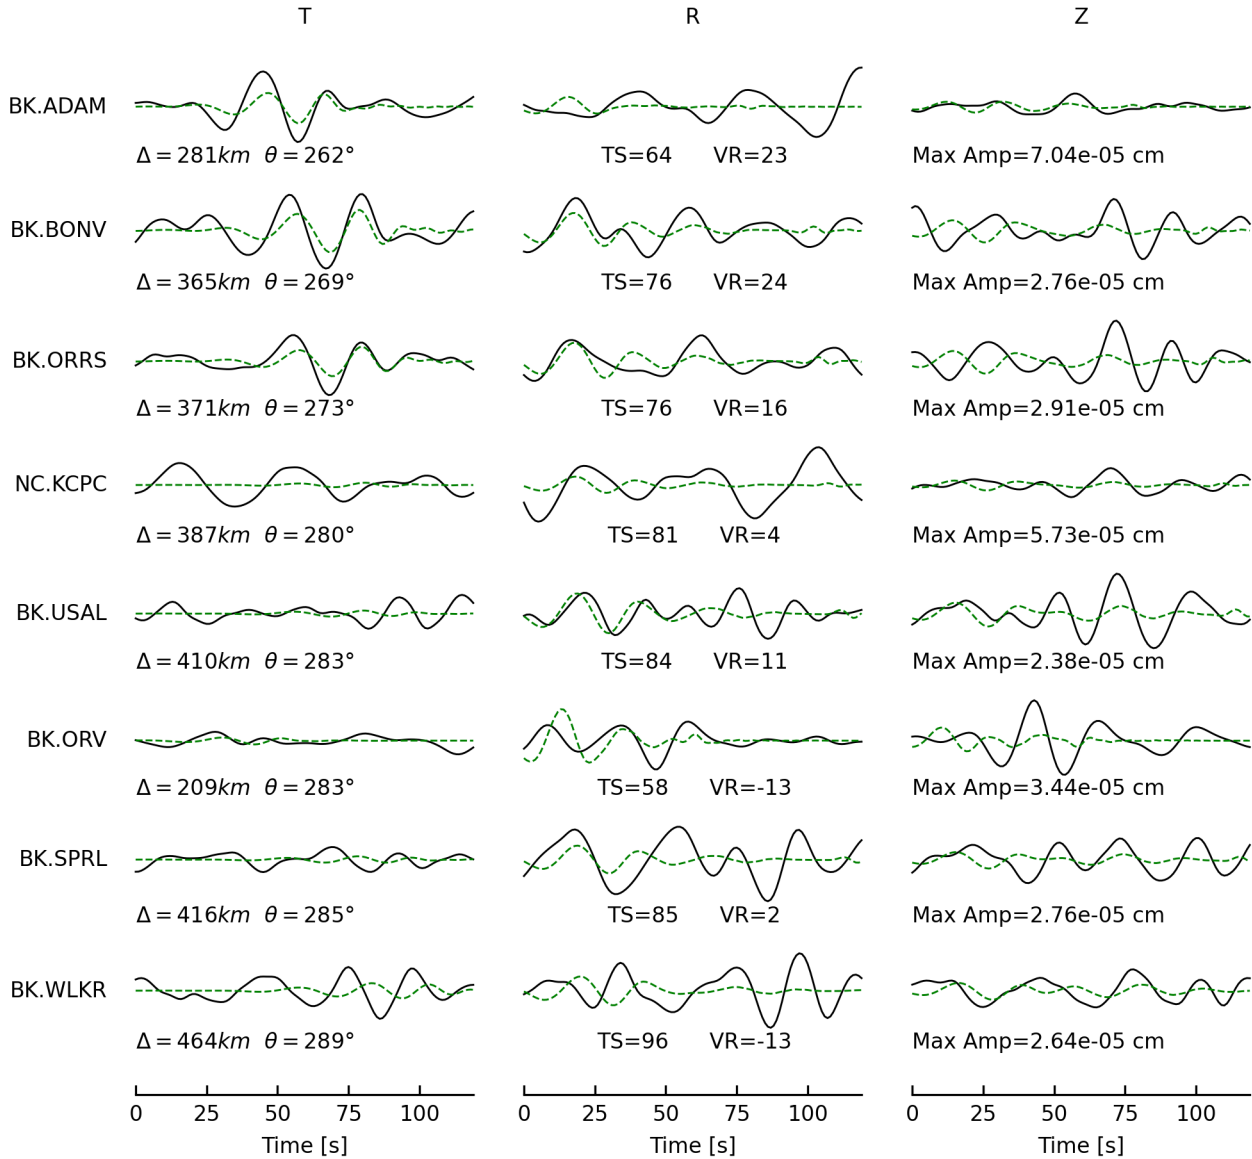 T R Z
BK.ADAM
Δ = 281km θ = 262° TS=64 VR=23 Max Amp=7.04e-05 cm
BK.BONV
Δ = 365km θ = 269° TS=76 VR=24 Max Amp=2.76e-05 cm
BK.ORRS
Δ = 371km θ = 273° TS=76 VR=16 Max Amp=2.91e-05 cm
NC.KCPC
Δ = 387km θ = 280° TS=81 VR=4 Max Amp=5.73e-05 cm
BK.USAL
Δ = 410km θ = 283° TS=84 VR=11 Max Amp=2.38e-05 cm
BK.ORV
Δ = 209km θ = 283° TS=58 VR=-13 Max Amp=3.44e-05 cm
BK.SPRL
Δ = 416km θ = 285° TS=85 VR=2 Max Amp=2.76e-05 cm
BK.WLKR
Δ = 464km θ = 289° TS=96 VR=-13 Max Amp=2.64e-05 cm
0 25 50 75 100 0 25 50 75 100 0 25 50 75 100
Time [s] Time [s] Time [s]